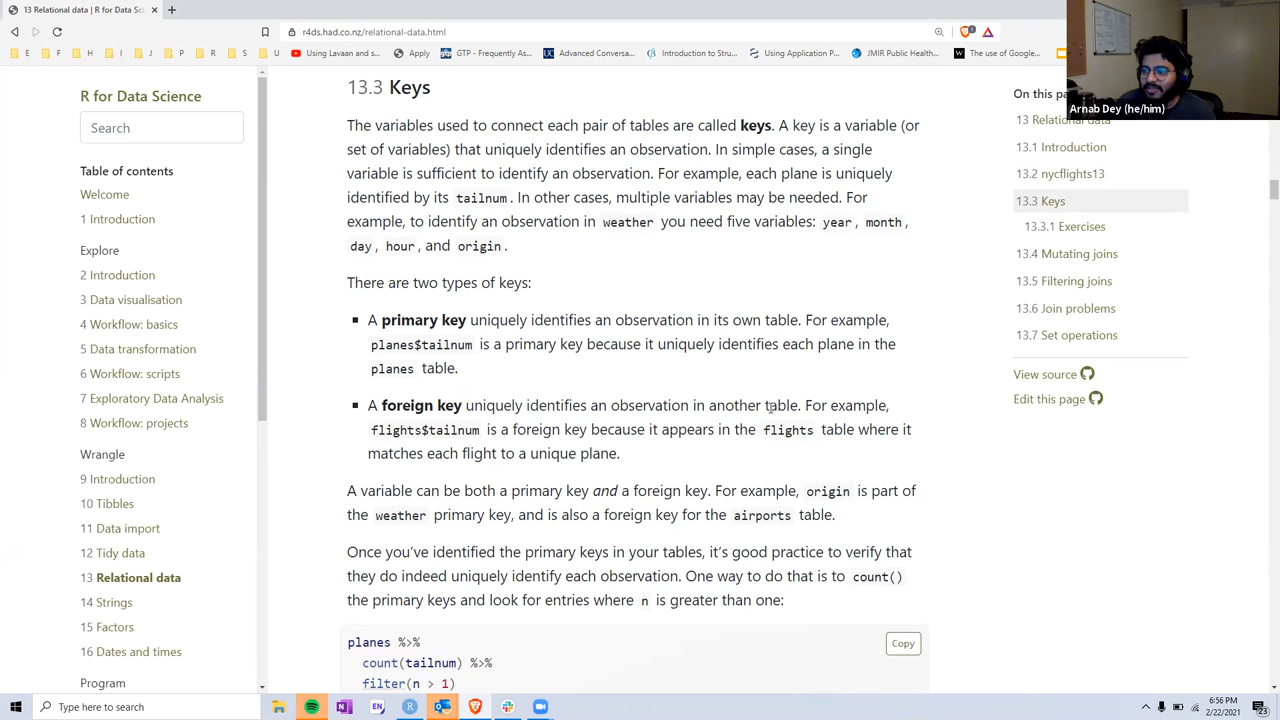 13 Relational data | R for Data Sci
r4ds.had.co.nz/relational-data.html
E F H I J P R S U Using Lavaan and Apply GTP - Frequently Ask Advanced Conversa... Introduction to Stru... Using Application Po JMIR Public Health... The use of Google...
Arnab Dey (he/him)
R for Data Science
Search
Table of contents
Welcome
1 Introduction
Explore
2 Introduction
3 Data visualisation
4 Workflow: basics
5 Data transformation
6 Workflow: scripts
7 Exploratory Data Analysis
8 Workflow: projects
Wrangle
9 Introduction
10 Tibbles
11 Data import
12 Tidy data
13 Relational data
14 Strings
15 Factors
16 Dates and times
Program
13.3 Keys
The variables used to connect each pair of tables are called keys. A key is a variable (or
set of variables) that uniquely identifies an observation. In simple cases, a single
variable is sufficient to identify an observation. For example, each plane is uniquely
identified by its tailnum. In other cases, multiple variables may be needed. For
example, to identify an observation in weather you need five variables: year, month,
day, hour, and origin.
There are two types of keys:
A primary key uniquely identifies an observation in its own table. For example,
planes$tailnum is a primary key because it uniquely identifies each plane in the
planes table.
A foreign key uniquely identifies an observation in another table. For example,
flights$tailnum is a foreign key because it appears in the flights table where it
matches each flight to a unique plane.
A variable can be both a primary key and a foreign key. For example, origin is part of
the weather primary key, and is also a foreign key for the airports table.
Once you've identified the primary keys in your tables, it's good practice to verify that
they do indeed uniquely identify each observation. One way to do that is to count()
the primary keys and look for entries where n is greater than one:
planes %>%
count(tailnum) %>%
filter(n > 1)
Copy
On this pa
13 Relational data
13.1 Introduction
13.2 nycflights13
13.3 Keys
13.3.1 Exercises
13.4 Mutating joins
13.5 Filtering joins
13.6 Join problems
13.7 Set operations
View source
Edit this page
Type here to search
6:56 PM
2/22/2021
23